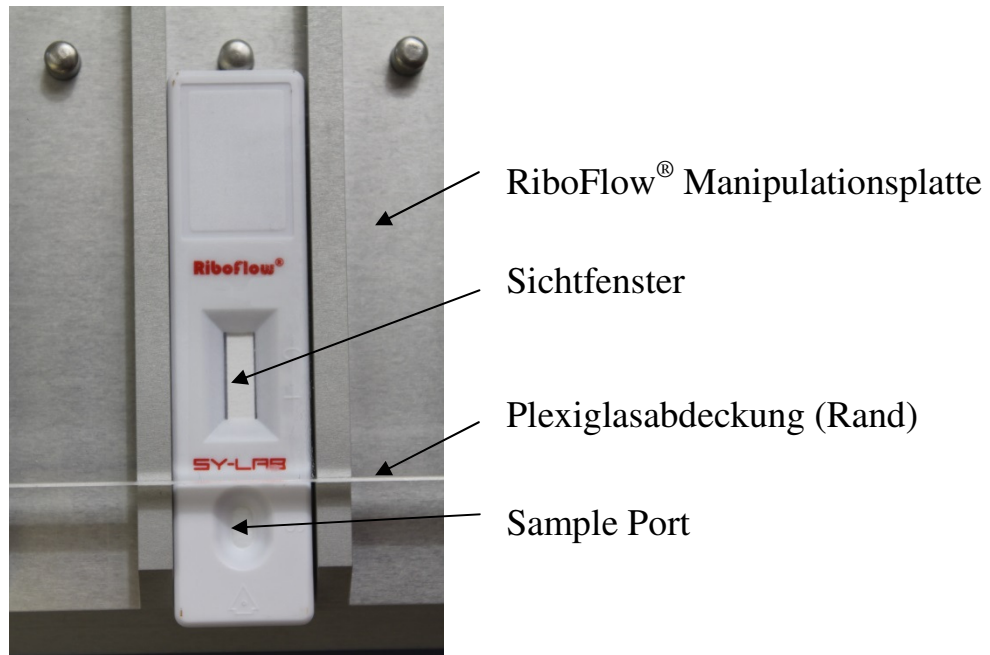 RiboFlow® Manipulationsplatte
Riboflow®
Sichtfenster
Plexiglasabdeckung (Rand)
SY-LAB
Sample Port